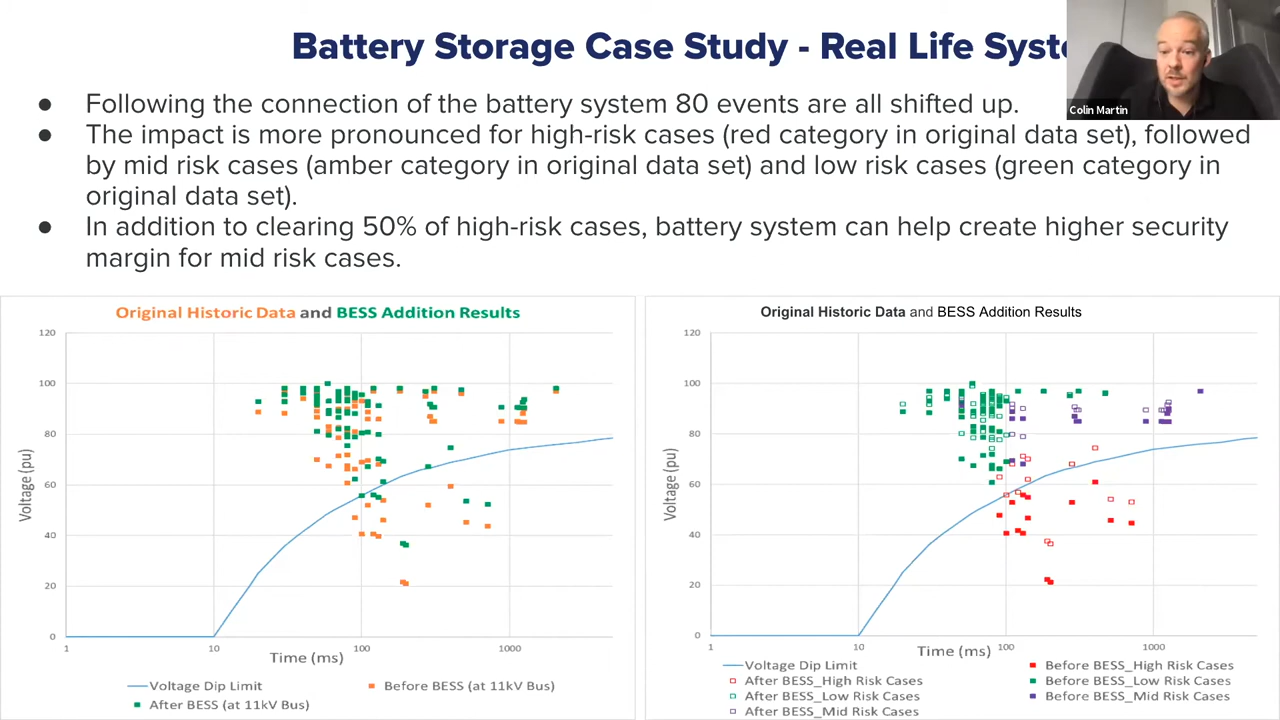 Battery Storage Case Study - Real Life Syste
Colin Martin
● Following the connection of the battery system 80 events are all shifted up.
● The impact is more pronounced for high-risk cases (red category in original data set), followed
by mid risk cases (amber category in original data set) and low risk cases (green category in
original data set).
● In addition to clearing 50% of high-risk cases, battery system can help create higher security
margin for mid risk cases.
Original Historic Data and BESS Addition Results
120
100
80
60
40
20
0
Voltage (pu)
1 10 100 1000
Time (ms)
Voltage Dip Limit
Before BESS (at 11kV Bus)
After BESS (at 11kV Bus)
Original Historic Data and BESS Addition Results
120
100
80
60
40
20
0
Voltage (pu)
1 10 100 1000
Time (ms)
Voltage Dip Limit
Before BESS_High Risk Cases
After BESS_High Risk Cases
Before BESS_Low Risk Cases
After BESS_Low Risk Cases
Before BESS_Mid Risk Cases
After BESS_Mid Risk Cases